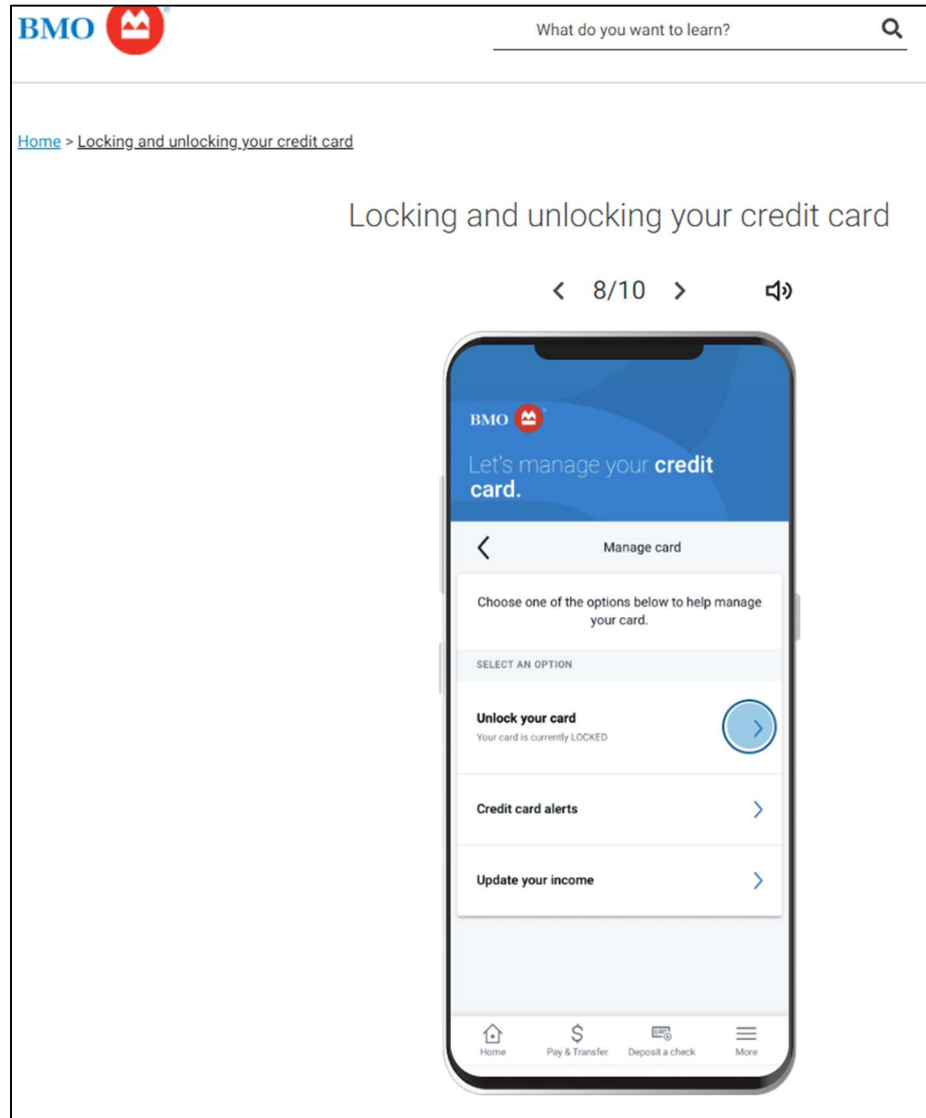 BMO
What do you want to learn?
Home > Locking and unlocking your credit card
Locking and unlocking your credit card
8/10
BMO
Let's manage your credit
card.
Manage card
Choose one of the options below to help manage
your card.
SELECT AN OPTION
Unlock your card
Your card is currently LOCKED
Credit card alerts
Update your income
Home Pay & Transfer Deposit a check More